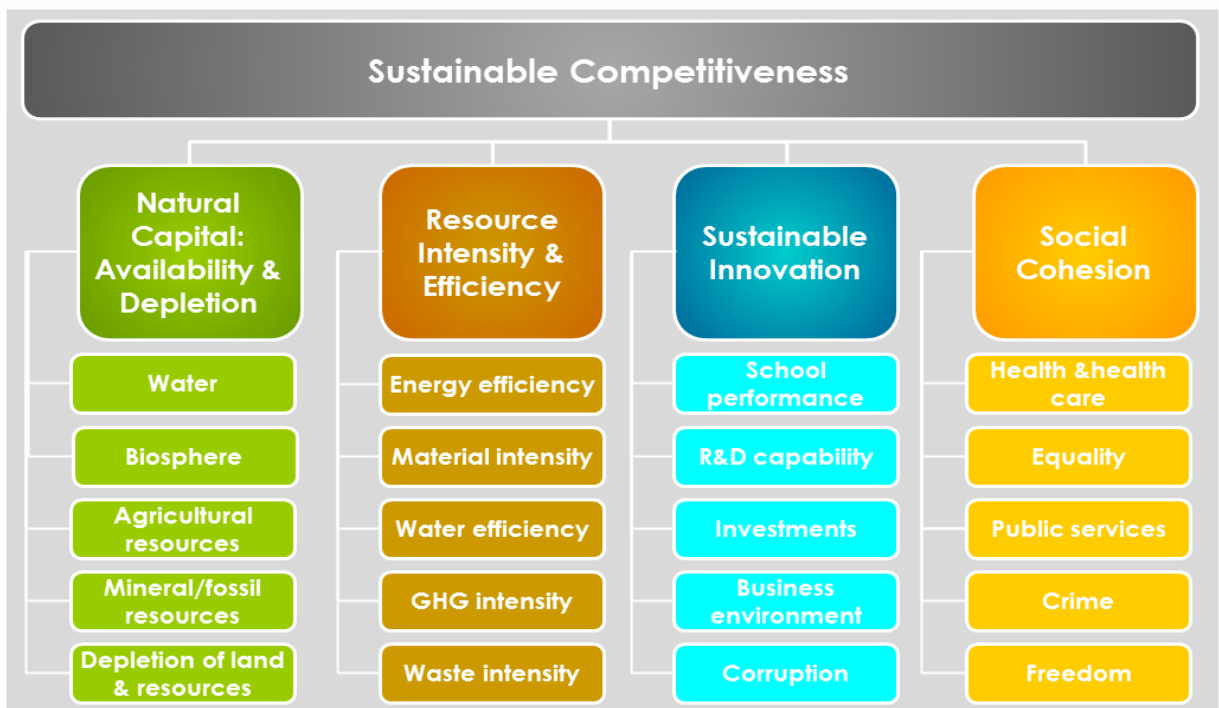 Sustainable Competitiveness
Natural
Capital:
Availability &
Depletion
Water
Biosphere
Agricultural
resources
Mineral/fossil
resources
Depletion of land
& resources
Resource
Intensity &
Efficiency
Energy efficiency
Material intensity
Water efficiency
GHG intensity
Waste intensity
Sustainable
Innovation
School
performance
R&D capability
Investments
Business
environment
Corruption
Social
Cohesion
Health &health
care
Equality
Public services
Crime
Freedom